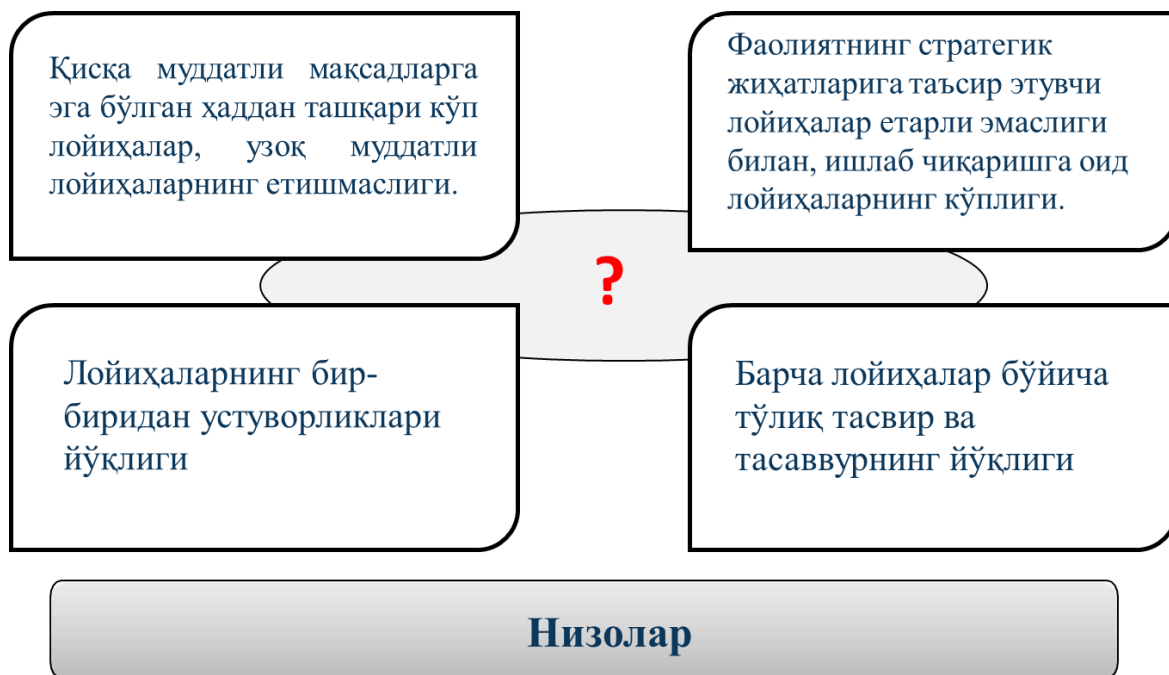 Қисқа муддатли мақсадларга
эга бўлган ҳаддан ташқари кўп
лойиҳалар, узоқ муддатли
лойиҳаларнинг етишмаслиги.
Фаолиятнинг стратегик
жиҳатларига таъсир этувчи
лойиҳалар етарли эмаслиги
билан, ишлаб чиқаришга оид
лойиҳаларнинг кўплиги.
?
Лойиҳаларнинг бир-
биридан устуворликлари
йўқлиги
Барча лойиҳалар бўйича
тўлиқ тасвир ва
тасаввурнинг йўқлиги
Низолар